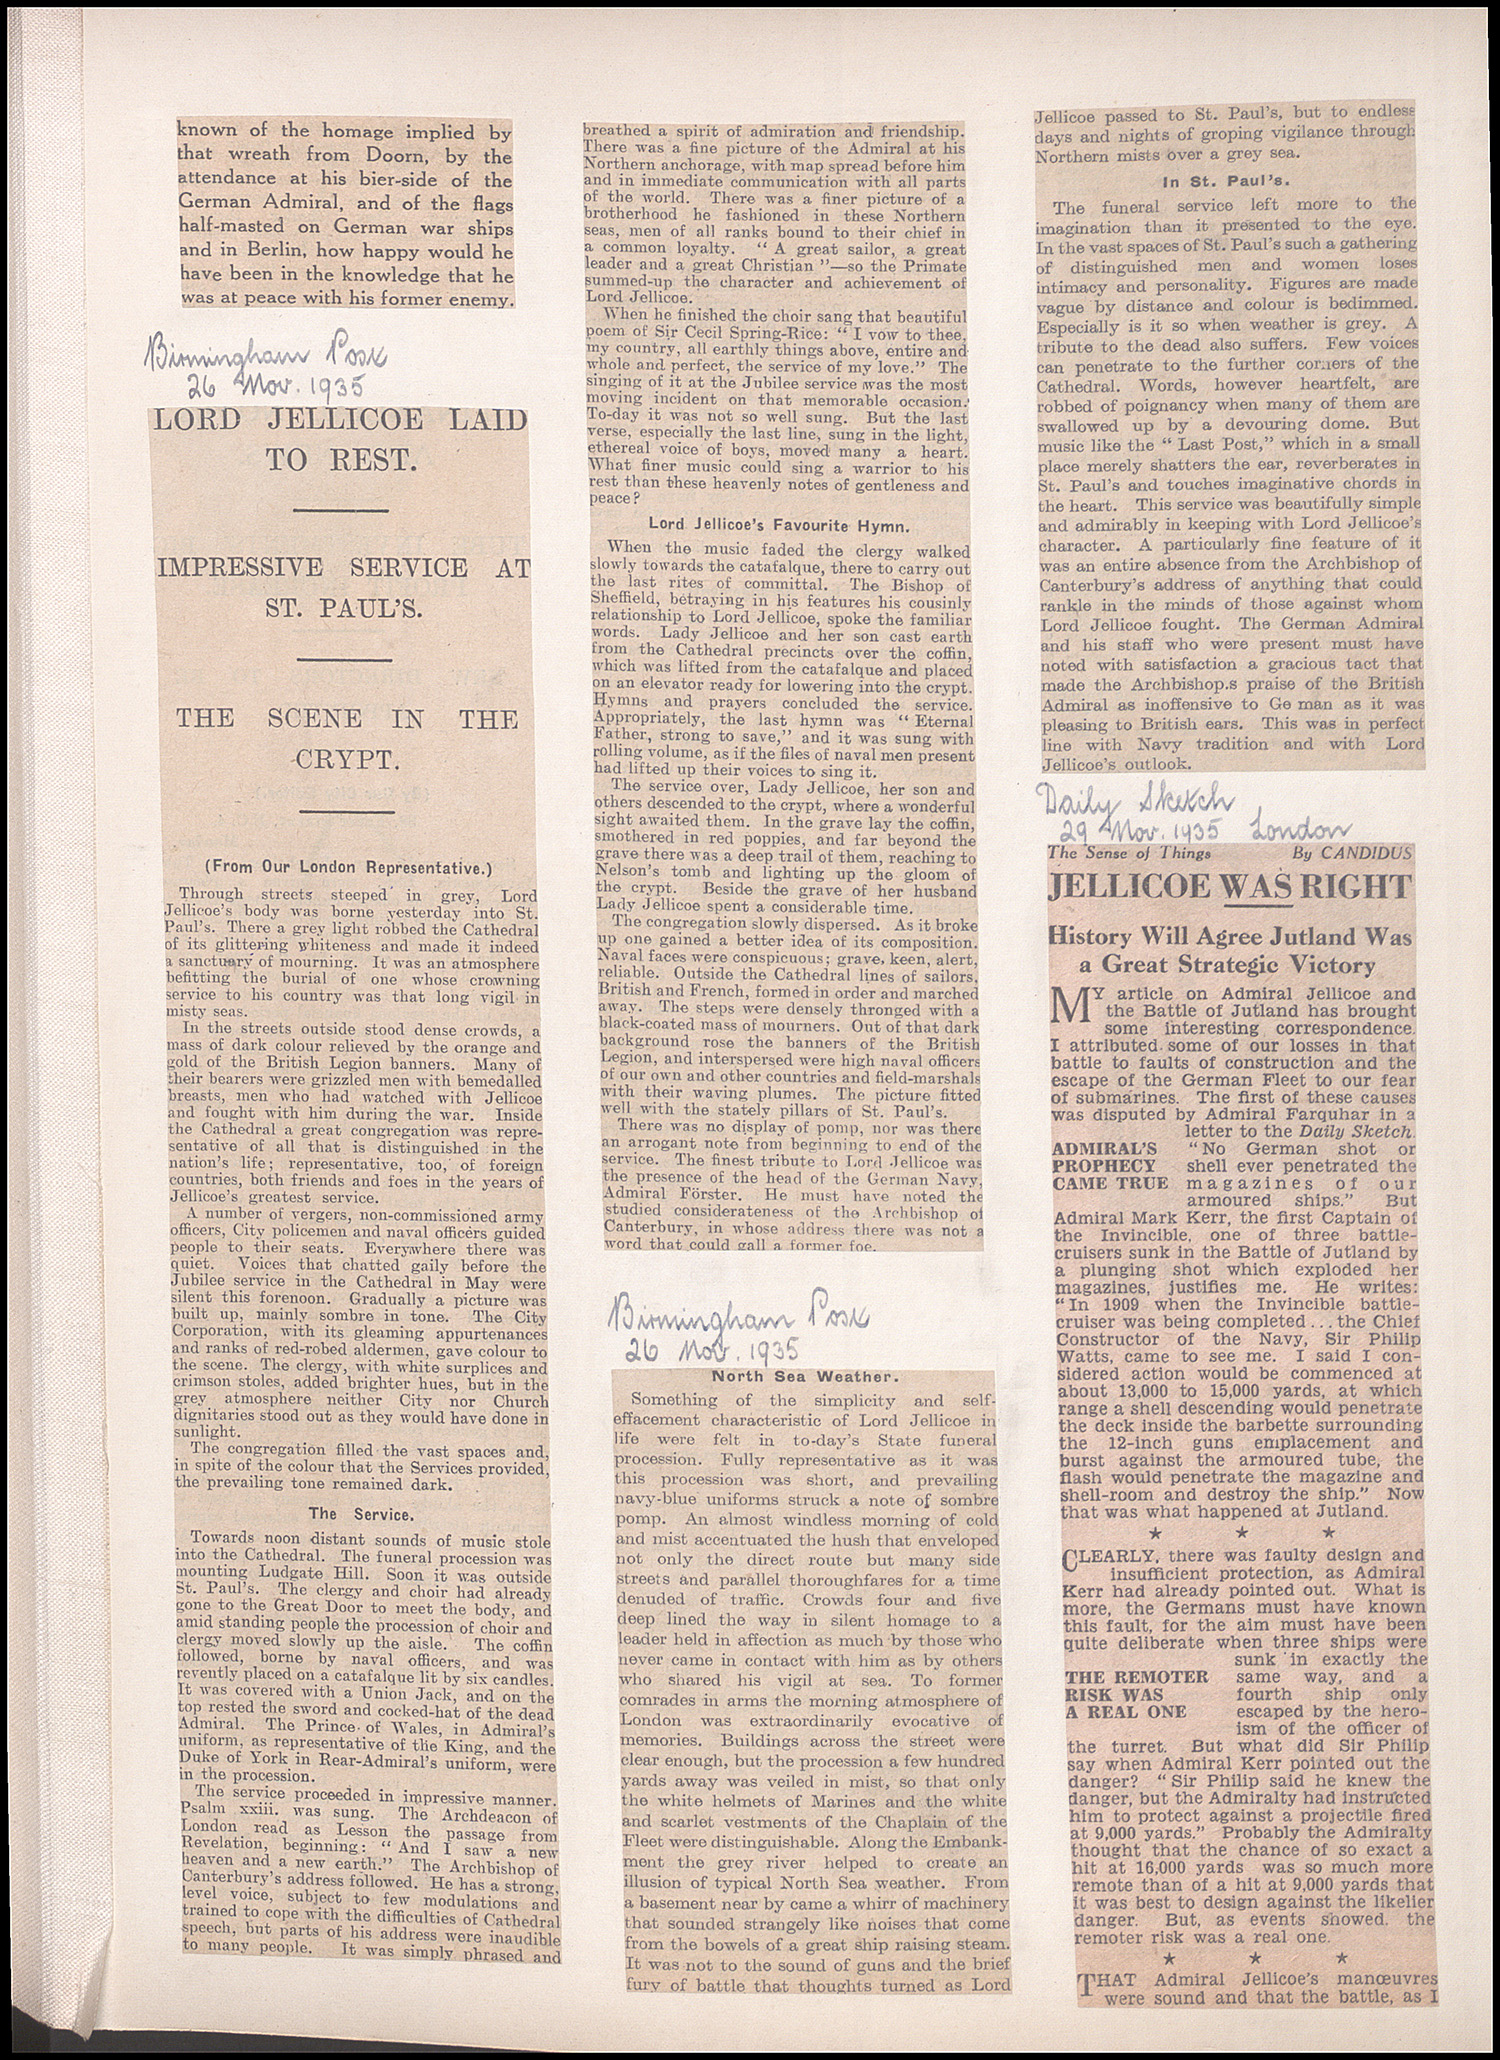 known of the homage implied by
that wreath from Doorn, by the
attendance at his bier-side of the
German Admiral, and of the flags
half-masted on German war ships
and in Berlin, how happy would he
have been in the knowledge that he
was at peace with his former enemy.
Birmingham Post
26 Nov. 1935
LORD JELLICOE LAID
TO REST.
IMPRESSIVE SERVICE AT
ST. PAUL'S.
THE SCENE IN THE
CRYPT.
(From Our London Representative.)
Through streets steeped in grey, Lord
Jellicoe's body was borne yesterday into St.
Paul's. There a grey light robbed the Cathedral
of its glittering whiteness and made it indeed
a sanctuary of mourning. It was an atmosphere
befitting the burial of one whose crowning
service to his country was that long vigil in
misty seas.
In the streets outside stood dense crowds, a
mass of dark colour relieved by the orange and
gold of the British Legion banners. Many of
their bearers were grizzled men with bemedalled
breasts, men who had watched with Jellicoe
and fought with him during the war. Inside
the Cathedral a great congregation was repre-
sentative of all that is distinguished in the
nation's life; representative, too, of foreign
countries, both friends and foes in the years of
Jellicoe's greatest service.
A number of vergers, non-commissioned army
officers, City policemen and naval officers guided
people to their seats. Everywhere there was
quiet. Voices that chatted gaily before the
Jubilee service in the Cathedral in May were
silent this forenoon. Gradually a picture was
built up, mainly sombre in tone. The City
Corporation, with its gleaming appurtenances
and ranks of red-robed aldermen, gave colour to
the scene. The clergy, with white surplices and
crimson stoles, added brighter hues, but in the
grey atmosphere neither City nor Church
dignitaries stood out as they would have done in
sunlight.
The congregation filled the vast spaces and,
in spite of the colour that the Services provided,
the prevailing tone remained dark.
The Service.
Towards noon distant sounds of music stole
into the Cathedral. The funeral procession was
mounting Ludgate Hill. Soon it was outside
St. Paul's. The clergy and choir had already
gone to the Great Door to meet the body, and
amid standing people the procession of choir and
clergy moved slowly up the aisle. The coffin
followed, borne by naval officers, and was
revently placed on a catafalque lit by six candles.
It was covered with a Union Jack, and on the
top rested the sword and cocked-hat of the dead
Admiral. The Prince of Wales, in Admiral's
uniform, as representative of the King, and the
Duke of York in Rear-Admiral's uniform, were
in the procession.
The service proceeded in impressive manner.
Psalm xxiii. was sung. The Archdeacon of
London read as Lesson the passage from
Revelation, beginning: "And I saw a new
heaven and a new earth." The Archbishop of
Canterbury's address followed. He has a strong,
level voice, subject to few modulations and
trained to cope with the difficulties of Cathedral
speech, but parts of his address were inaudible
to many people. It was simply phrased and
breathed a spirit of admiration and friendship.
There was a fine picture of the Admiral at his
Northern anchorage, with map spread before him
and in immediate communication with all parts
of the world. There was a finer picture of a
brotherhood he fashioned in these Northern
seas, men of all ranks bound to their chief in
a common loyalty. "A great sailor, a great
leader and a great Christian"—so the Primate
summed-up the character and achievement of
Lord Jellicoe.
When he finished the choir sang that beautiful
poem of Sir Cecil Spring-Rice: "I vow to thee,
my country, all earthly things above, entire and
whole and perfect, the service of my love." The
singing of it at the Jubilee service was the most
moving incident on that memorable occasion.
To-day it was not so well sung. But the last
verse, especially the last line, sung in the light,
ethereal voice of boys, moved many a heart.
What finer music could sing a warrior to his
rest than these heavenly notes of gentleness and
peace?
Lord Jellicoe's Favourite Hymn.
When the music faded the clergy walked
slowly towards the catafalque, there to carry out
the last rites of committal. The Bishop of
Sheffield, betraying in his features his cousinly
relationship to Lord Jellicoe, spoke the familiar
words. Lady Jellicoe and her son cast earth
from the Cathedral precincts over the coffin,
which was lifted from the catafalque and placed
on an elevator ready for lowering into the crypt.
Hymns and prayers concluded the service.
Appropriately, the last hymn was "Eternal
Father, strong to save," and it was sung with
rolling volume, as if the files of naval men present
had lifted up their voices to sing it.
The service over, Lady Jellicoe, her son and
others descended to the crypt, where a wonderful
sight awaited them. In the grave lay the coffin,
smothered in red poppies, and far beyond the
grave there was a deep trail of them, reaching to
Nelson's tomb and lighting up the gloom of
the crypt. Beside the grave of her husband
Lady Jellicoe spent a considerable time.
The congregation slowly dispersed. As it broke
up one gained a better idea of its composition.
Naval faces were conspicuous; grave, keen, alert,
reliable. Outside the Cathedral lines of sailors,
British and French, formed in order and marched
away. The steps were densely thronged with a
black-coated mass of mourners. Out of that dark
background rose the banners of the British
Legion, and interspersed were high naval officers
of our own and other countries and field-marshals
with their waving plumes. The picture fitted
well with the stately pillars of St. Paul's.
There was no display of pomp, nor was there
an arrogant note from beginning to end of the
service. The finest tribute to Lord Jellicoe was
the presence of the head of the German Navy,
Admiral Förster. He must have noted the
studied considerateness of the Archbishop of
Canterbury, in whose address there was not a
word that could gall a former foe.
Birmingham Post
26 Nov. 1935
North Sea Weather.
Something of the simplicity and self-
effacement characteristic of Lord Jellicoe in
life were felt in to-day's State funeral
procession. Fully representative as it was
this procession was short, and prevailing
navy-blue uniforms struck a note of sombre
pomp. An almost windless morning of cold
and mist accentuated the hush that enveloped
not only the direct route but many side
streets and parallel thoroughfares for a time
denuded of traffic. Crowds four and five
deep lined the way in silent homage to a
leader held in affection as much by those who
never came in contact with him as by others
who shared his vigil at sea. To former
comrades in arms the morning atmosphere of
London was extraordinarily evocative of
memories. Buildings across the street were
clear enough, but the procession a few hundred
yards away was veiled in mist, so that only
the white helmets of Marines and the white
and scarlet vestments of the Chaplain of the
Fleet were distinguishable. Along the Embank-
ment the grey river helped to create an
illusion of typical North Sea weather. From
a basement near by came a whirr of machinery
that sounded strangely like noises that come
from the bowels of a great ship raising steam.
It was not to the sound of guns and the brief
fury of battle that thoughts turned as Lord
Jellicoe passed to St. Paul's, but to endless
days and nights of groping vigilance through
Northern mists over a grey sea.
In St. Paul's.
The funeral service left more to the
imagination than it presented to the eye.
In the vast spaces of St. Paul's such a gathering
of distinguished men and women loses
intimacy and personality. Figures are made
vague by distance and colour is bedimmed.
Especially is it so when weather is grey. A
tribute to the dead also suffers. Few voices
can penetrate to the further corners of the
Cathedral. Words, however heartfelt, are
robbed of poignancy when many of them are
swallowed up by a devouring dome. But
music like the "Last Post," which in a small
place merely shatters the ear, reverberates in
St. Paul's and touches imaginative chords in
the heart. This service was beautifully simple
and admirably in keeping with Lord Jellicoe's
character. A particularly fine feature of it
was an entire absence from the Archbishop of
Canterbury's address of anything that could
rankle in the minds of those against whom
Lord Jellicoe fought. The German Admiral
and his staff who were present must have
noted with satisfaction a gracious tact that
made the Archbishop.s praise of the British
Admiral as inoffensive to Ge man as it was
pleasing to British ears. This was in perfect
line with Navy tradition and with Lord
Jellicoe's outlook.
Daily Sketch
29 Nov. 1935 London
The Sense of Things By CANDIDUS
JELLICOE WAS RIGHT
History Will Agree Jutland Was
a Great Strategic Victory
MY article on Admiral Jellicoe and
the Battle of Jutland has brought
some interesting correspondence.
I attributed some of our losses in that
battle to faults of construction and the
escape of the German Fleet to our fear
of submarines. The first of these causes
was disputed by Admiral Farquhar in a
letter to the Daily Sketch.
ADMIRAL'S "No German shot or
PROPHECY shell ever penetrated the
CAME TRUE magazines of our
armoured ships." But
Admiral Mark Kerr, the first Captain of
the Invincible, one of three battle-
cruisers sunk in the Battle of Jutland by
a plunging shot which exploded her
magazines, justifies me. He writes:
"In 1909 when the Invincible battle-
cruiser was being completed . . . the Chief
Constructor of the Navy, Sir Philip
Watts, came to see me. I said I con-
sidered action would be commenced at
about 13,000 to 15,000 yards, at which
range a shell descending would penetrate
the deck inside the barbette surrounding
the 12-inch guns emplacement and
burst against the armoured tube, the
flash would penetrate the magazine and
shell-room and destroy the ship." Now
that was what happened at Jutland.
★ ★ ★
CLEARLY, there was faulty design and
insufficient protection, as Admiral
Kerr had already pointed out. What is
more, the Germans must have known
this fault, for the aim must have been
quite deliberate when three ships were
sunk in exactly the
THE REMOTER same way, and a
RISK WAS fourth ship only
A REAL ONE escaped by the hero-
ism of the officer of
the turret. But what did Sir Philip
say when Admiral Kerr pointed out the
danger? "Sir Philip said he knew the
danger, but the Admiralty had instructed
him to protect against a projectile fired
at 9,000 yards." Probably the Admiralty
thought that the chance of so exact a
hit at 16,000 yards was so much more
remote than of a hit at 9,000 yards that
it was best to design against the likelier
danger. But, as events showed, the
remoter risk was a real one.
★ ★ ★
THAT Admiral Jellicoe's manœuvres
were sound and that the battle, as I